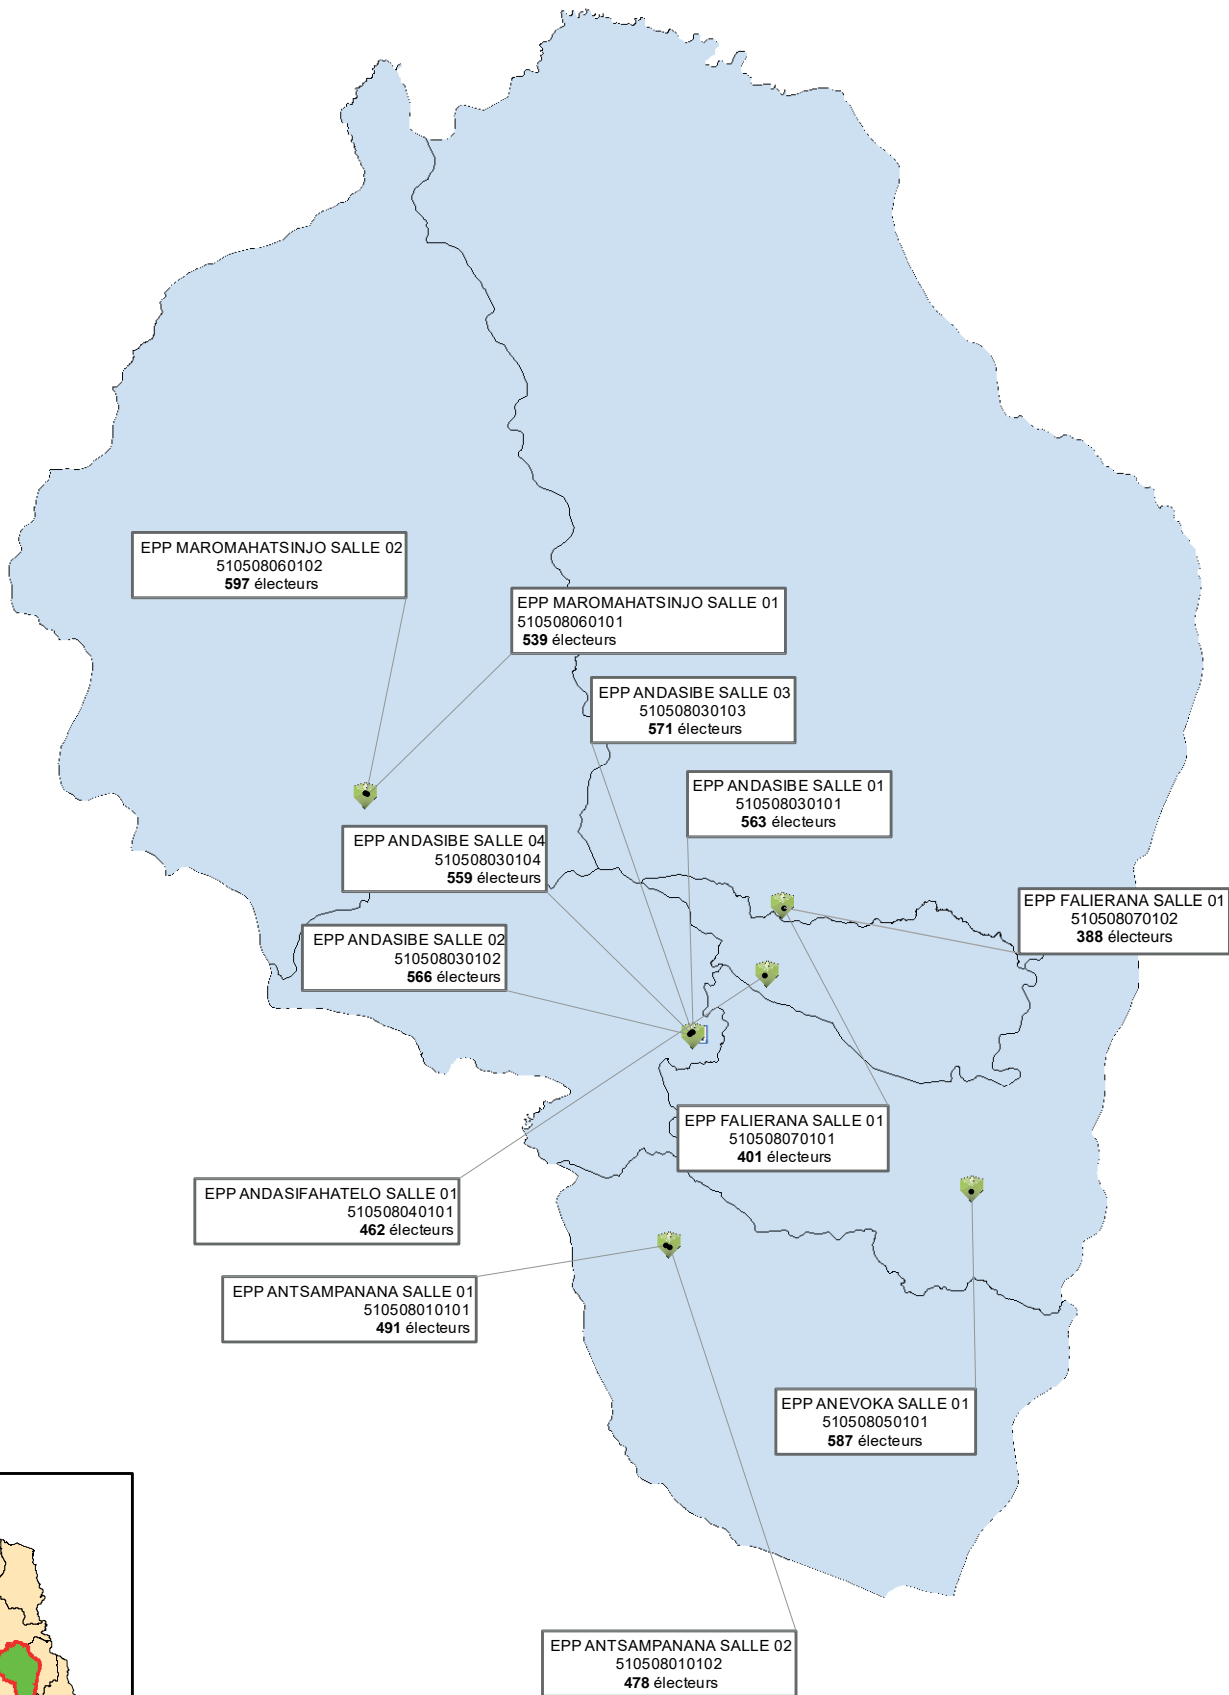 EPP MAROMAHATSINJO SALLE 02
510508060102
597 électeurs
EPP MAROMAHATSINJO SALLE 01
510508060101
539 électeurs
EPP ANDASIBE SALLE 03
510508030103
571 électeurs
EPP ANDASIBE SALLE 01
510508030101
563 électeurs
EPP ANDASIBE SALLE 04
510508030104
559 électeurs
EPP FALIERANA SALLE 01
510508070102
388 électeurs
EPP ANDASIBE SALLE 02
510508030102
566 électeurs
EPP FALIERANA SALLE 01
510508070101
401 électeurs
EPP ANDASIFAHATELO SALLE 01
510508040101
462 électeurs
EPP ANTSAMPANANA SALLE 01
510508010101
491 électeurs
EPP ANEVOKA SALLE 01
510508050101
587 électeurs
EPP ANTSAMPANANA SALLE 02
510508010102
478 électeurs